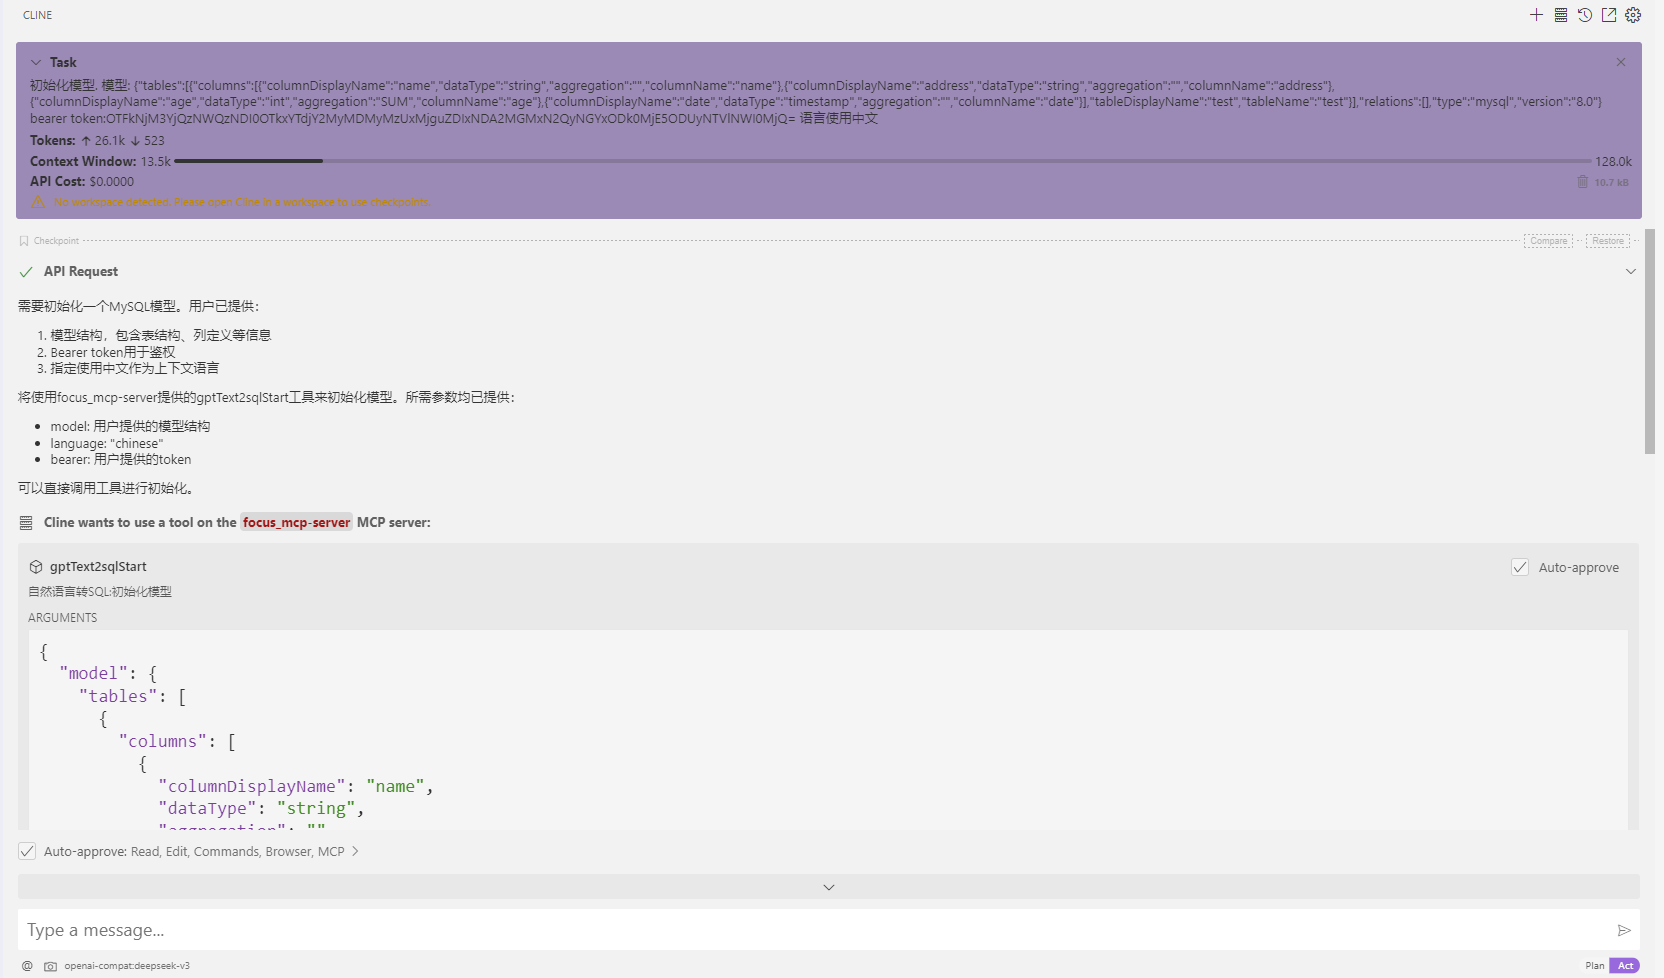 CLINE
Task
初始化模型. 模型: {"tables":[{"columns":[{"columnDisplayName":"name","dataType":"string","aggregation":"","columnName":"name"},{"columnDisplayName":"address","dataType":"string","aggregation":"","columnName":"address"},
{"columnDisplayName":"age","dataType":"int","aggregation":"SUM","columnName":"age"},{"columnDisplayName":"date","dataType":"timestamp","aggregation":"","columnName":"date"}],"tableDisplayName":"test","tableName":"test"}],"relations":[],"type":"mysql","version":"8.0"}
bearer token:OTFkNjM3YjQzNWQzNDI0OTkxYTdjY2MyMDMyMzUxMjguZDIxNDA2MGMxN2QyNGYxODk0MjE5ODUyNTVlNWI0MjQ= 语言使用中文
Tokens: ↑ 26.1k ↓ 523
Context Window: 13.5k 128.0k
API Cost: $0.0000 10.7 kB
No workspace detected. Please open Cline in a workspace to use checkpoints.
Checkpoint Compare Restore
API Request
需要初始化一个MySQL模型。用户已提供：
1. 模型结构，包含表结构、列定义等信息
2. Bearer token用于鉴权
3. 指定使用中文作为上下文语言
将使用focus_mcp-server提供的gptText2sqlStart工具来初始化模型。所需参数均已提供：
• model: 用户提供的模型结构
• language: "chinese"
• bearer: 用户提供的token
可以直接调用工具进行初始化。
Cline wants to use a tool on the focus_mcp-server MCP server:
gptText2sqlStart Auto-approve
自然语言转SQL:初始化模型
ARGUMENTS
{
"model": {
"tables": [
{
"columns": [
{
"columnDisplayName": "name",
"dataType": "string",
"aggregation": ""
Auto-approve: Read, Edit, Commands, Browser, MCP >
Type a message...
@ openai-compat:deepseek-v3 Plan Act